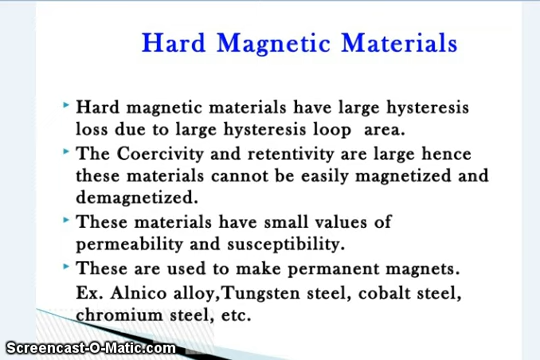 Hard Magnetic Materials
Hard magnetic materials have large hysteresis
loss due to large hysteresis loop area.
The Coercivity and retentivity are large hence
these materials cannot be easily magnetized and
demagnetized.
These materials have small values of
permeability and susceptibility.
These are used to make permanent magnets.
Ex. Alnico alloy,Tungsten steel, cobalt steel,
chromium steel, etc.
Screencast-O-Matic.com